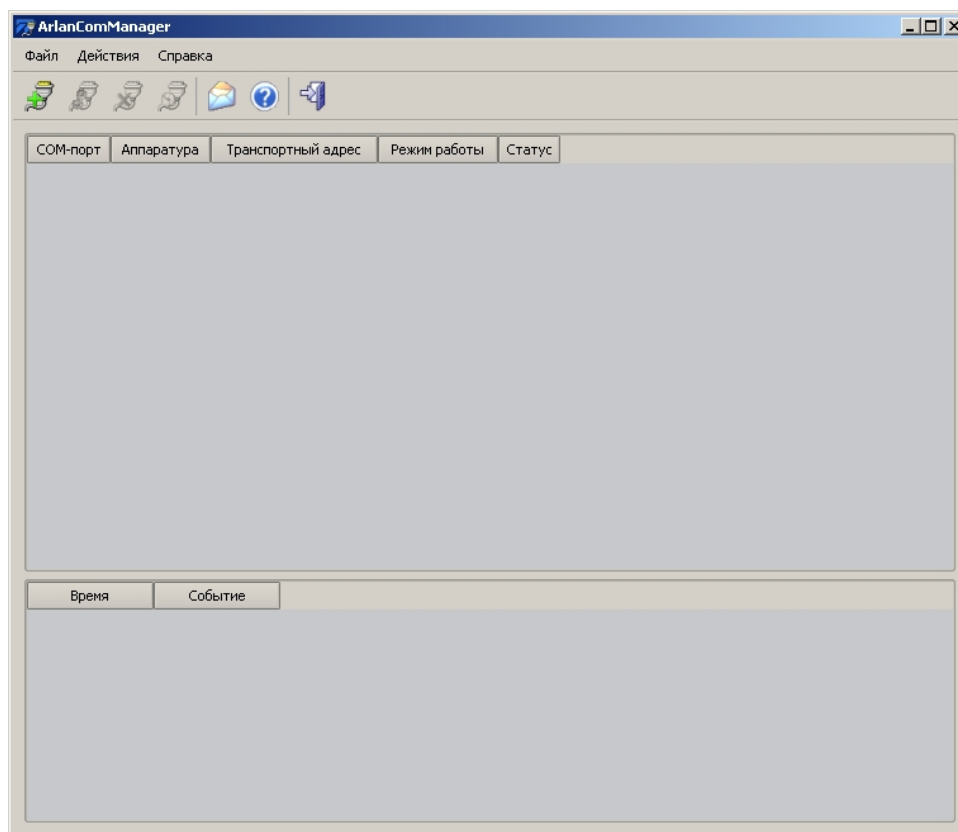 ArlanComManager
Файл Действия Справка
COM-порт Аппаратура Транспортный адрес Режим работы Статус
Время Событие